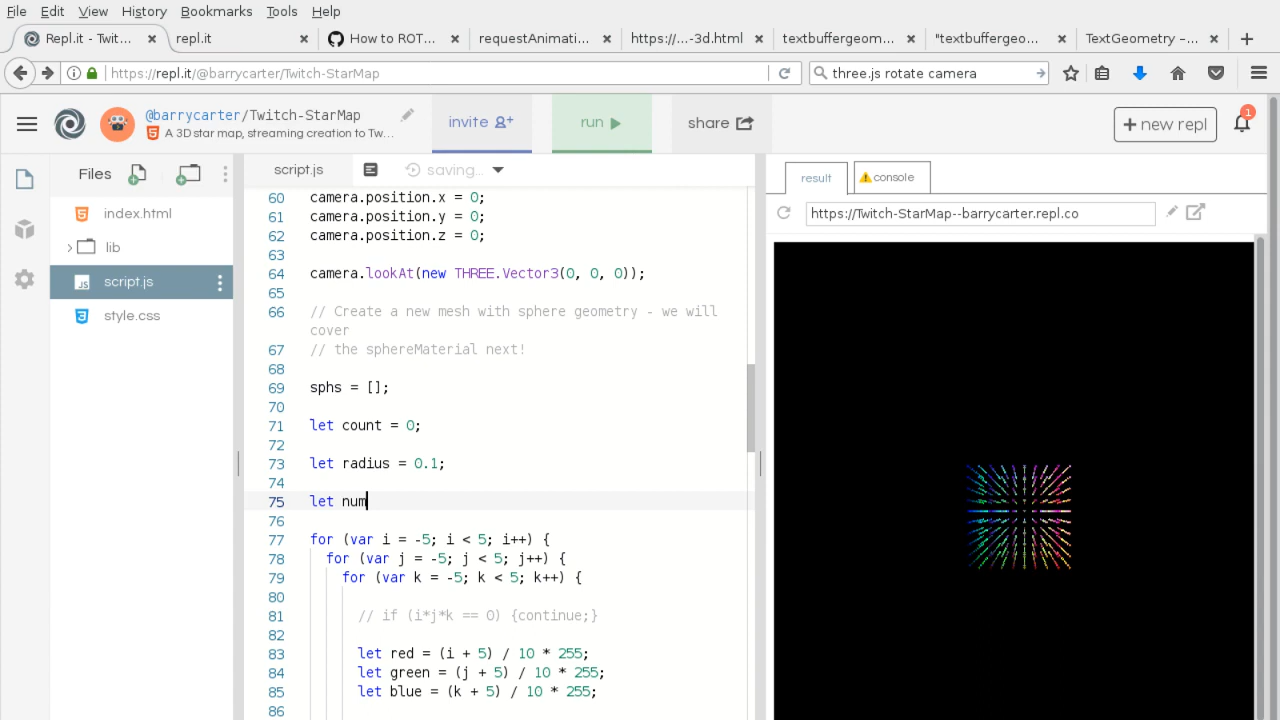 File Edit View History Bookmarks Tools Help
Repl.it - Twit... × repl.it × How to ROT... × requestAnimati... × https://...-3d.html × textbuffergeom... × "textbuffergeo... × TextGeometry –... × +
https://repl.it/@barrycarter/Twitch-StarMap three.js rotate camera
@barrycarter/Twitch-StarMap
A 3D star map, streaming creation to Tw...
invite run share + new repl 1
Files script.js saving... result console
index.html
lib
script.js
style.css
https://Twitch-StarMap--barrycarter.repl.co
60 camera.position.x = 0;
61 camera.position.y = 0;
62 camera.position.z = 0;
63
64 camera.lookAt(new THREE.Vector3(0, 0, 0));
65
66 // Create a new mesh with sphere geometry - we will
cover
67 // the sphereMaterial next!
68
69 sphs = [];
70
71 let count = 0;
72
73 let radius = 0.1;
74
75 let num
76
77 for (var i = -5; i < 5; i++) {
78 for (var j = -5; j < 5; j++) {
79 for (var k = -5; k < 5; k++) {
80
81 // if (i*j*k == 0) {continue;}
82
83 let red = (i + 5) / 10 * 255;
84 let green = (j + 5) / 10 * 255;
85 let blue = (k + 5) / 10 * 255;
86